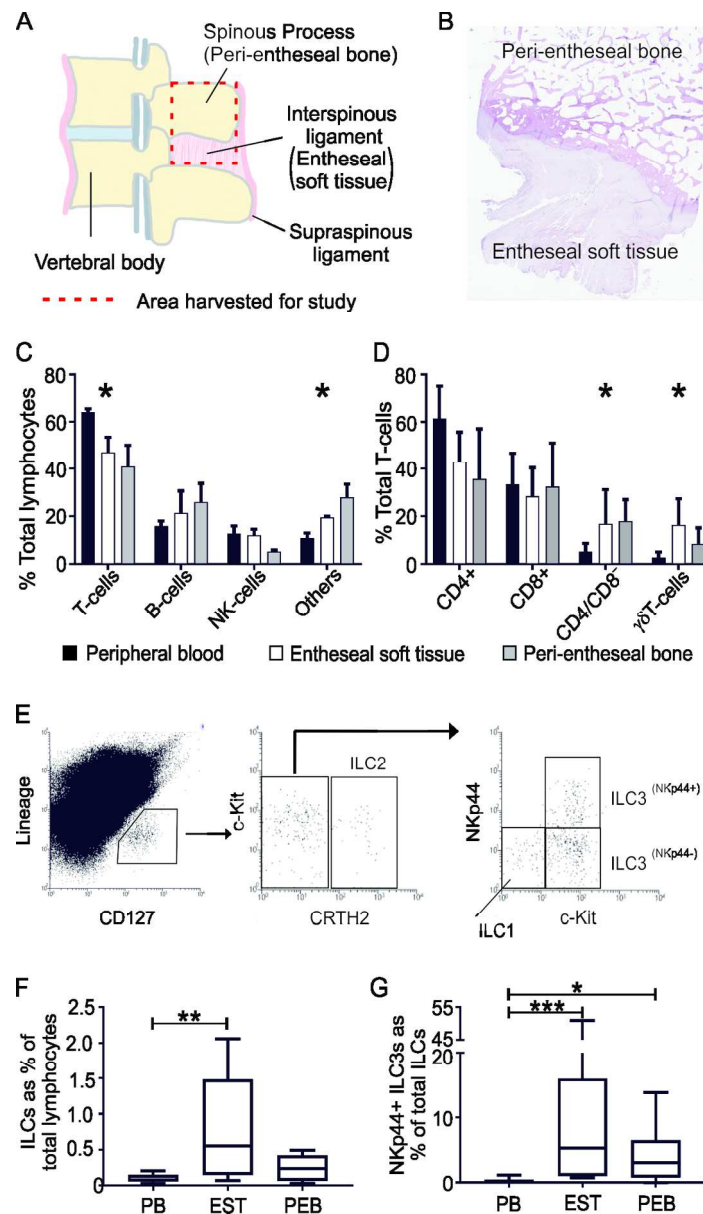 A
Spinous Process
(Peri-entheseal bone)
Interspinous
ligament
(Entheseal
soft tissue)
Supraspinous
ligament
Vertebral body
Area harvested for study
B
Peri-entheseal bone
Entheseal soft tissue
C
% Total lymphocytes
80
60
40
20
0
*
*
T-cells
B-cells
NK-cells
Others
D
% Total T-cells
80
60
40
20
0
*
*
CD4+
CD8+
CD4/CD8-
γδT-cells
Peripheral blood
Entheseal soft tissue
Peri-entheseal bone
E
Lineage
CD127
c-Kit
ILC2
CRTH2
NKp44
ILC3 (NKp44+)
ILC3 (NKp44-)
ILC1
c-Kit
F
ILCs as % of
total lymphocytes
2.5
2.0
1.5
1.0
0.5
0
**
PB
EST
PEB
G
NKp44+ ILC3s as
% of total ILCs
55
45
20
10
0
*
***
PB
EST
PEB